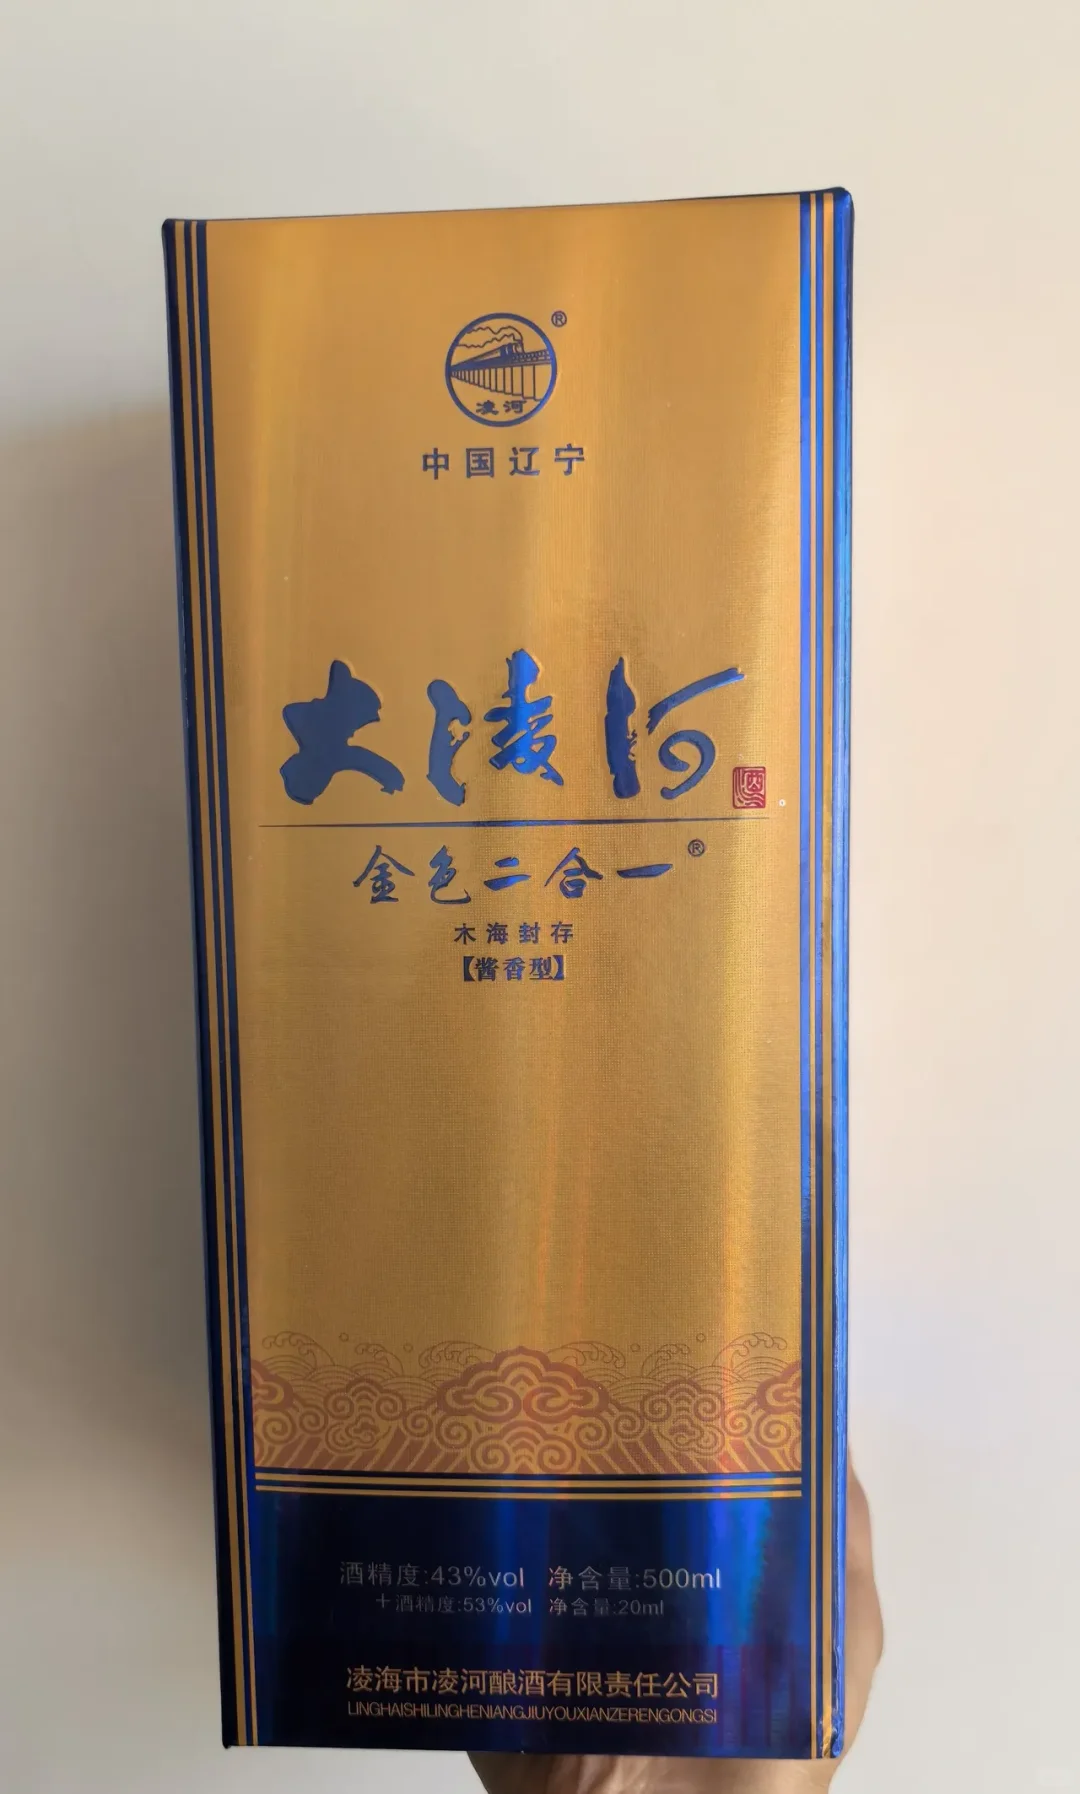 ®
凌河
中国辽宁
大凌河
酒
金色二合一®
木海封存
【酱香型】
酒精度:43%vol 净含量:500ml
+酒精度:53%vol 净含量:20ml
凌海市凌河酿酒有限责任公司
LINGHAISHILINGHENIANGJIUYOUXIANZERENGONGSI